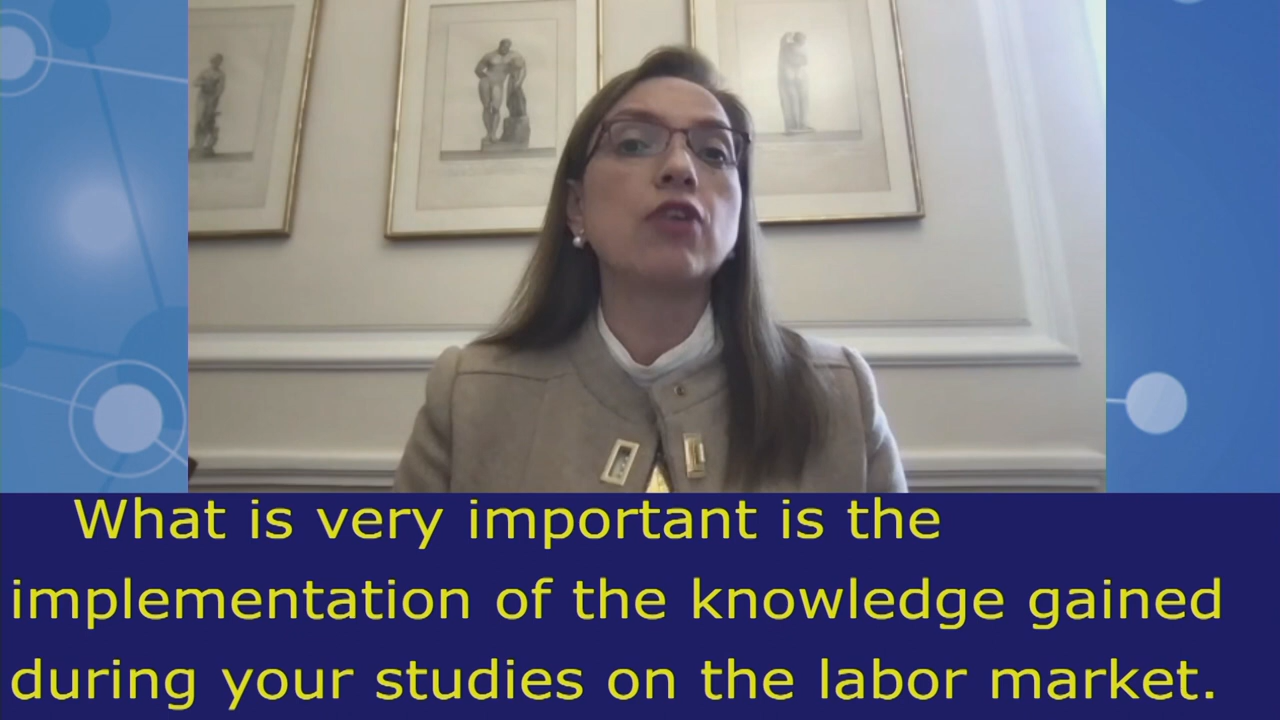 What is very important is the
implementation of the knowledge gained
during your studies on the labor market.